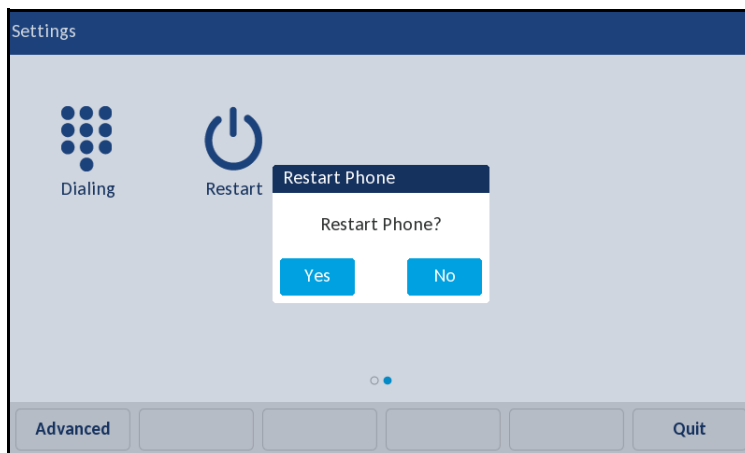 Settings
Dialing
Restart
Restart Phone
Restart Phone?
Yes
No
Advanced
Quit